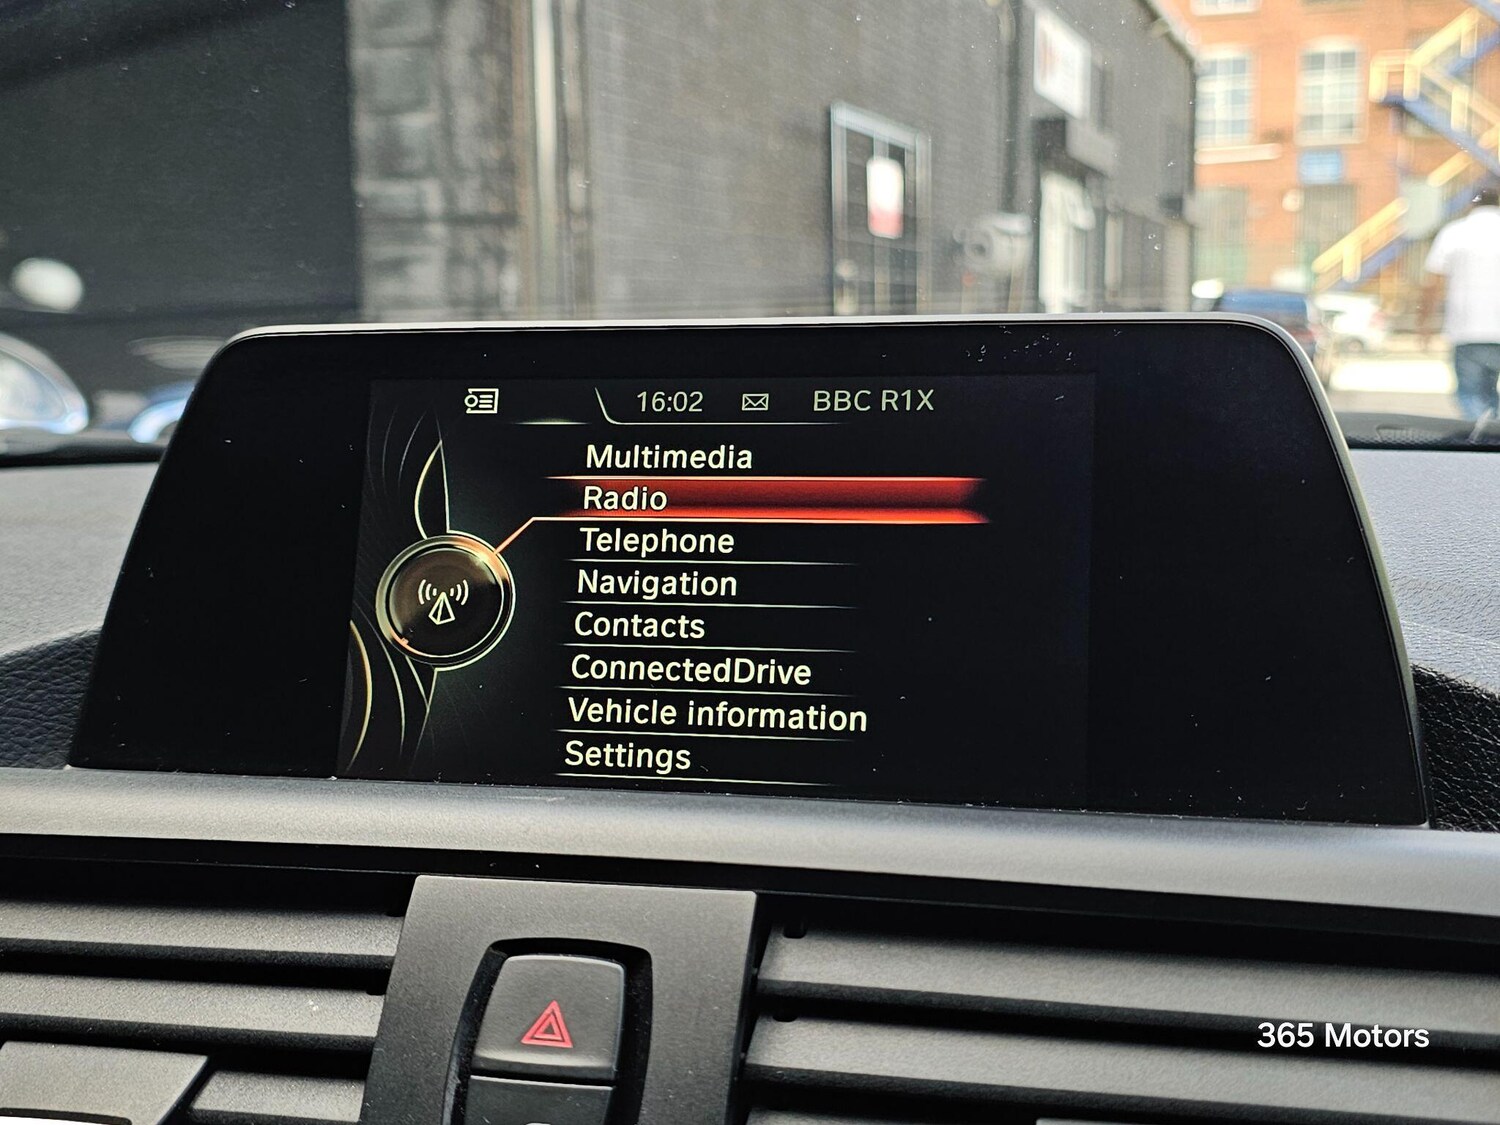 16:02 BBC R1X
Multimedia
Radio
Telephone
Navigation
Contacts
ConnectedDrive
Vehicle information
Settings
365 Motors